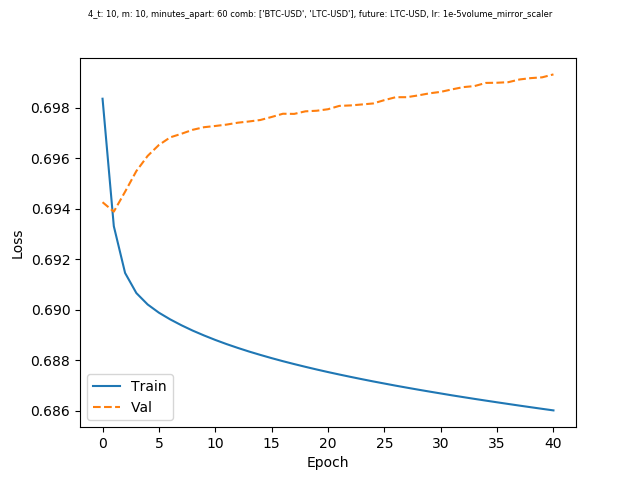 4_t: 10, m: 10, minutes_apart: 60 comb: ['BTC-USD', 'LTC-USD'], future: LTC-USD, lr: 1e-5volume_mirror_scaler
0.698
0.696
0.694
0.692
0.690
0.688
0.686
Loss
Train
Val
0 5 10 15 20 25 30 35 40
Epoch